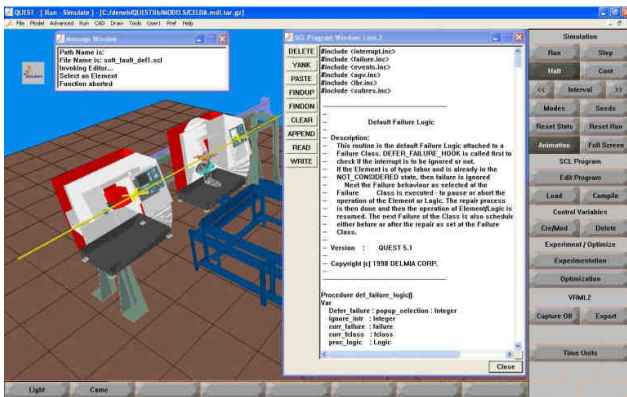 QUEST - [ Run - Simulate ] - [C:/deneb/QUESTlib/MODELS/CELDA.mdl.tar.gz]
File Model Advanced Run CAD Draw Tools User1 Pref Help
Message Window
Path Name is:
File Name is: soft_fault_def1.scl
Invoking Editor...
Select an Element
Function aborted
SCL Program Window: Line 2
DELETE
YANK
PASTE
FINDUP
FINDDN
CLEAR
APPEND
READ
WRITE
#include <interrupt.inc>
#include <failure.inc>
#include <events.inc>
#include <agv.inc>
#include <lbr.inc>
#include <subres.inc>
-- Default Failure Logic
-- Description:
-- This routine is the default Failure Logic attached to a
-- Failure Class. DEFER_FAILURE_HOOK is called first to
-- check if the interrupt is to be ignored or not.
-- If the Element is of type labor and is already in the
-- NOT_CONSIDERED state, then failure is ignored
-- Next the Failure behaviour as selected at the
-- Failure Class is executed - to pause or abort the
-- operation of the Element or Logic. The repair process
-- is then done and then the operation of Element/Logic is
-- resumed. The next Failure of the Class is also schedule
-- either before or after the repair as set at the Failure
-- Class.
-- Version : QUEST 5.1
-- Copyright (c) 1998 DELMIA CORP.
Procedure def_failure_logic()
Var
Defer_failure : popup_selection : Integer
ignore_intr : Integer
curr_failure : failure
curr_fclass : fclass
proc_logic : Logic
Close
Simulation
Run Step
Halt Cont
<< Interval >>
Modes Seeds
Reset Stats Reset Run
Animation Full Screen
SCL Program
Edit Program
Load Compile
Control Variables
Cre/Mod Delete
Experiment / Optimize
Experimentation
Optimization
VRML2
Capture Off Export
Time Units
Light Came